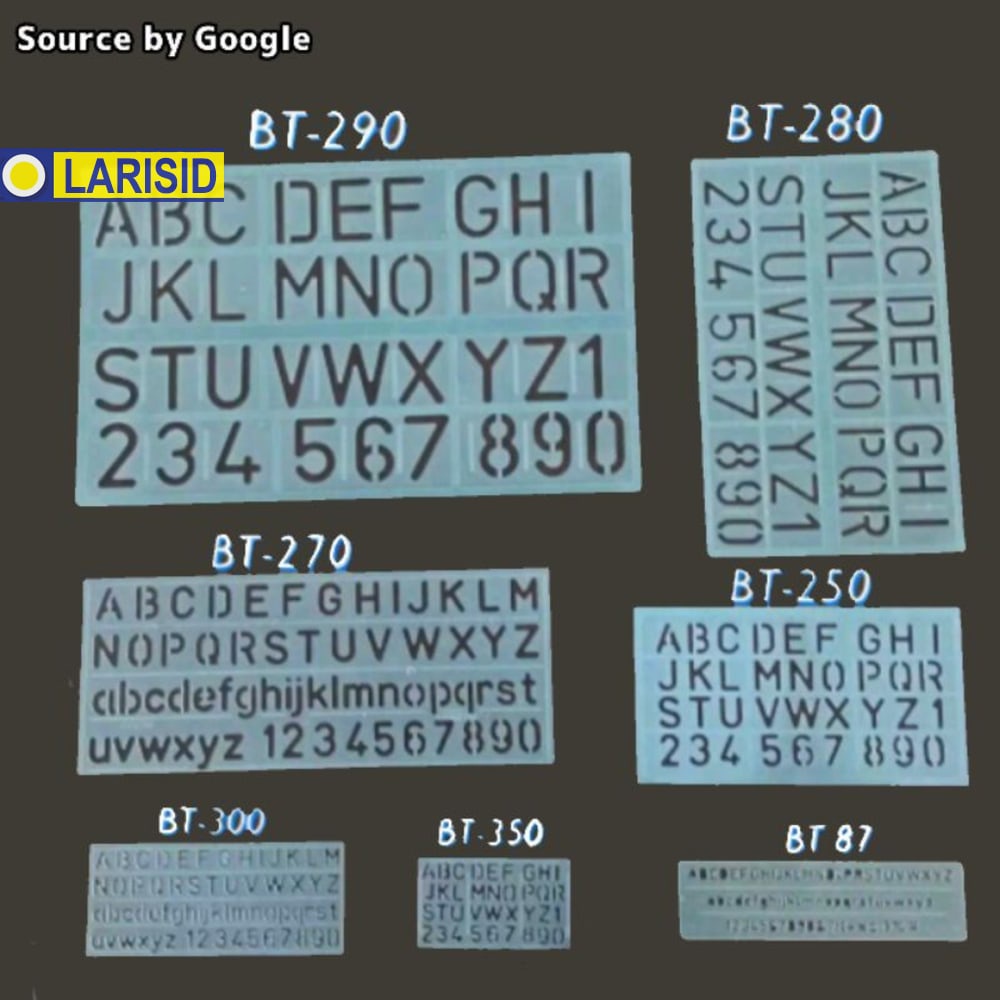 Source by Google
LARISID
BT-290
ABC DEF GHI
JKL MNO PQR
STU VWX YZ1
234 567 890
BT-280
ABC DEF GHI
JKL MNO PQR
STU VWX YZ1
234 567 890
BT-270
ABCDEFGHIJKLM
NOPQRSTUVWXYZ
abcdefghijklmnopqrst
uvwxyz 1234567890
BT-250
ABC DEF GHI
JKL MNO PQR
STU VWX YZ1
234 567 890
BT-300
ABCDEFGHIJKLM
NOPQRSTUVWXYZ
abcdefghijklmnopqrst
uvwxyz 1234567890
BT-350
ABC DEF GHI
JKL MNO PQR
STU VWX YZ1
234 567 890
BT 87
ABCDEFGHIJKLMNOPRSTUVWXYZ